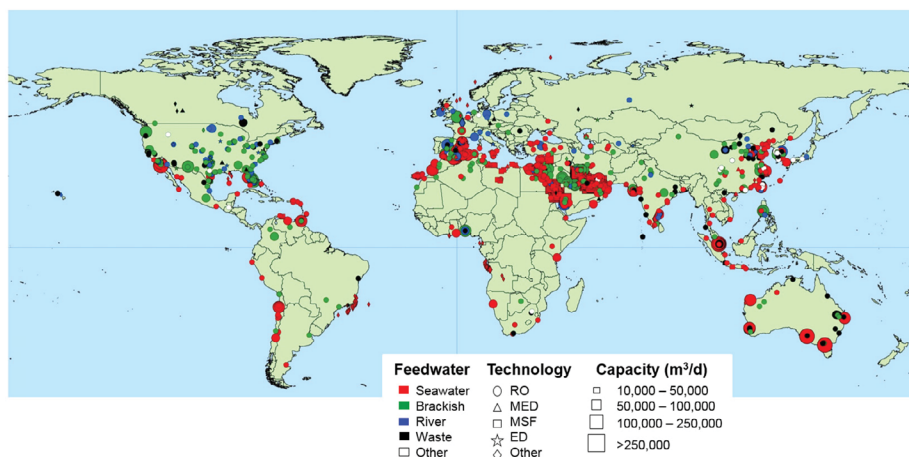 Feedwater
Seawater
Brackish
River
Waste
Other
Technology
RO
MED
MSF
ED
Other
Capacity (m³/d)
10,000 – 50,000
50,000 – 100,000
100,000 – 250,000
>250,000